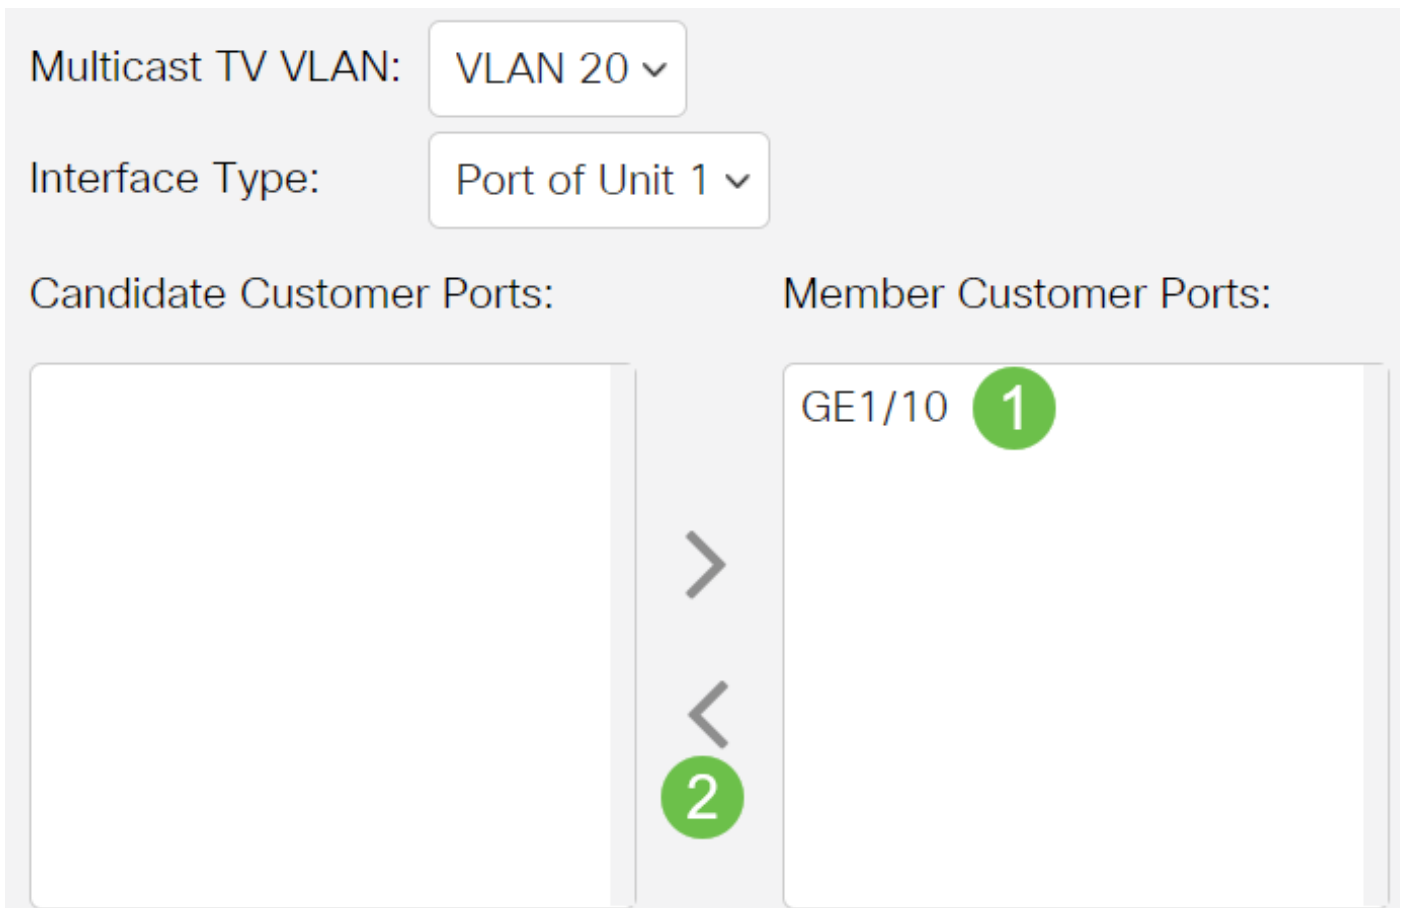 Multicast TV VLAN: VLAN 20
Interface Type: Port of Unit 1
Candidate Customer Ports: Member Customer Ports:
GE1/10 1
2